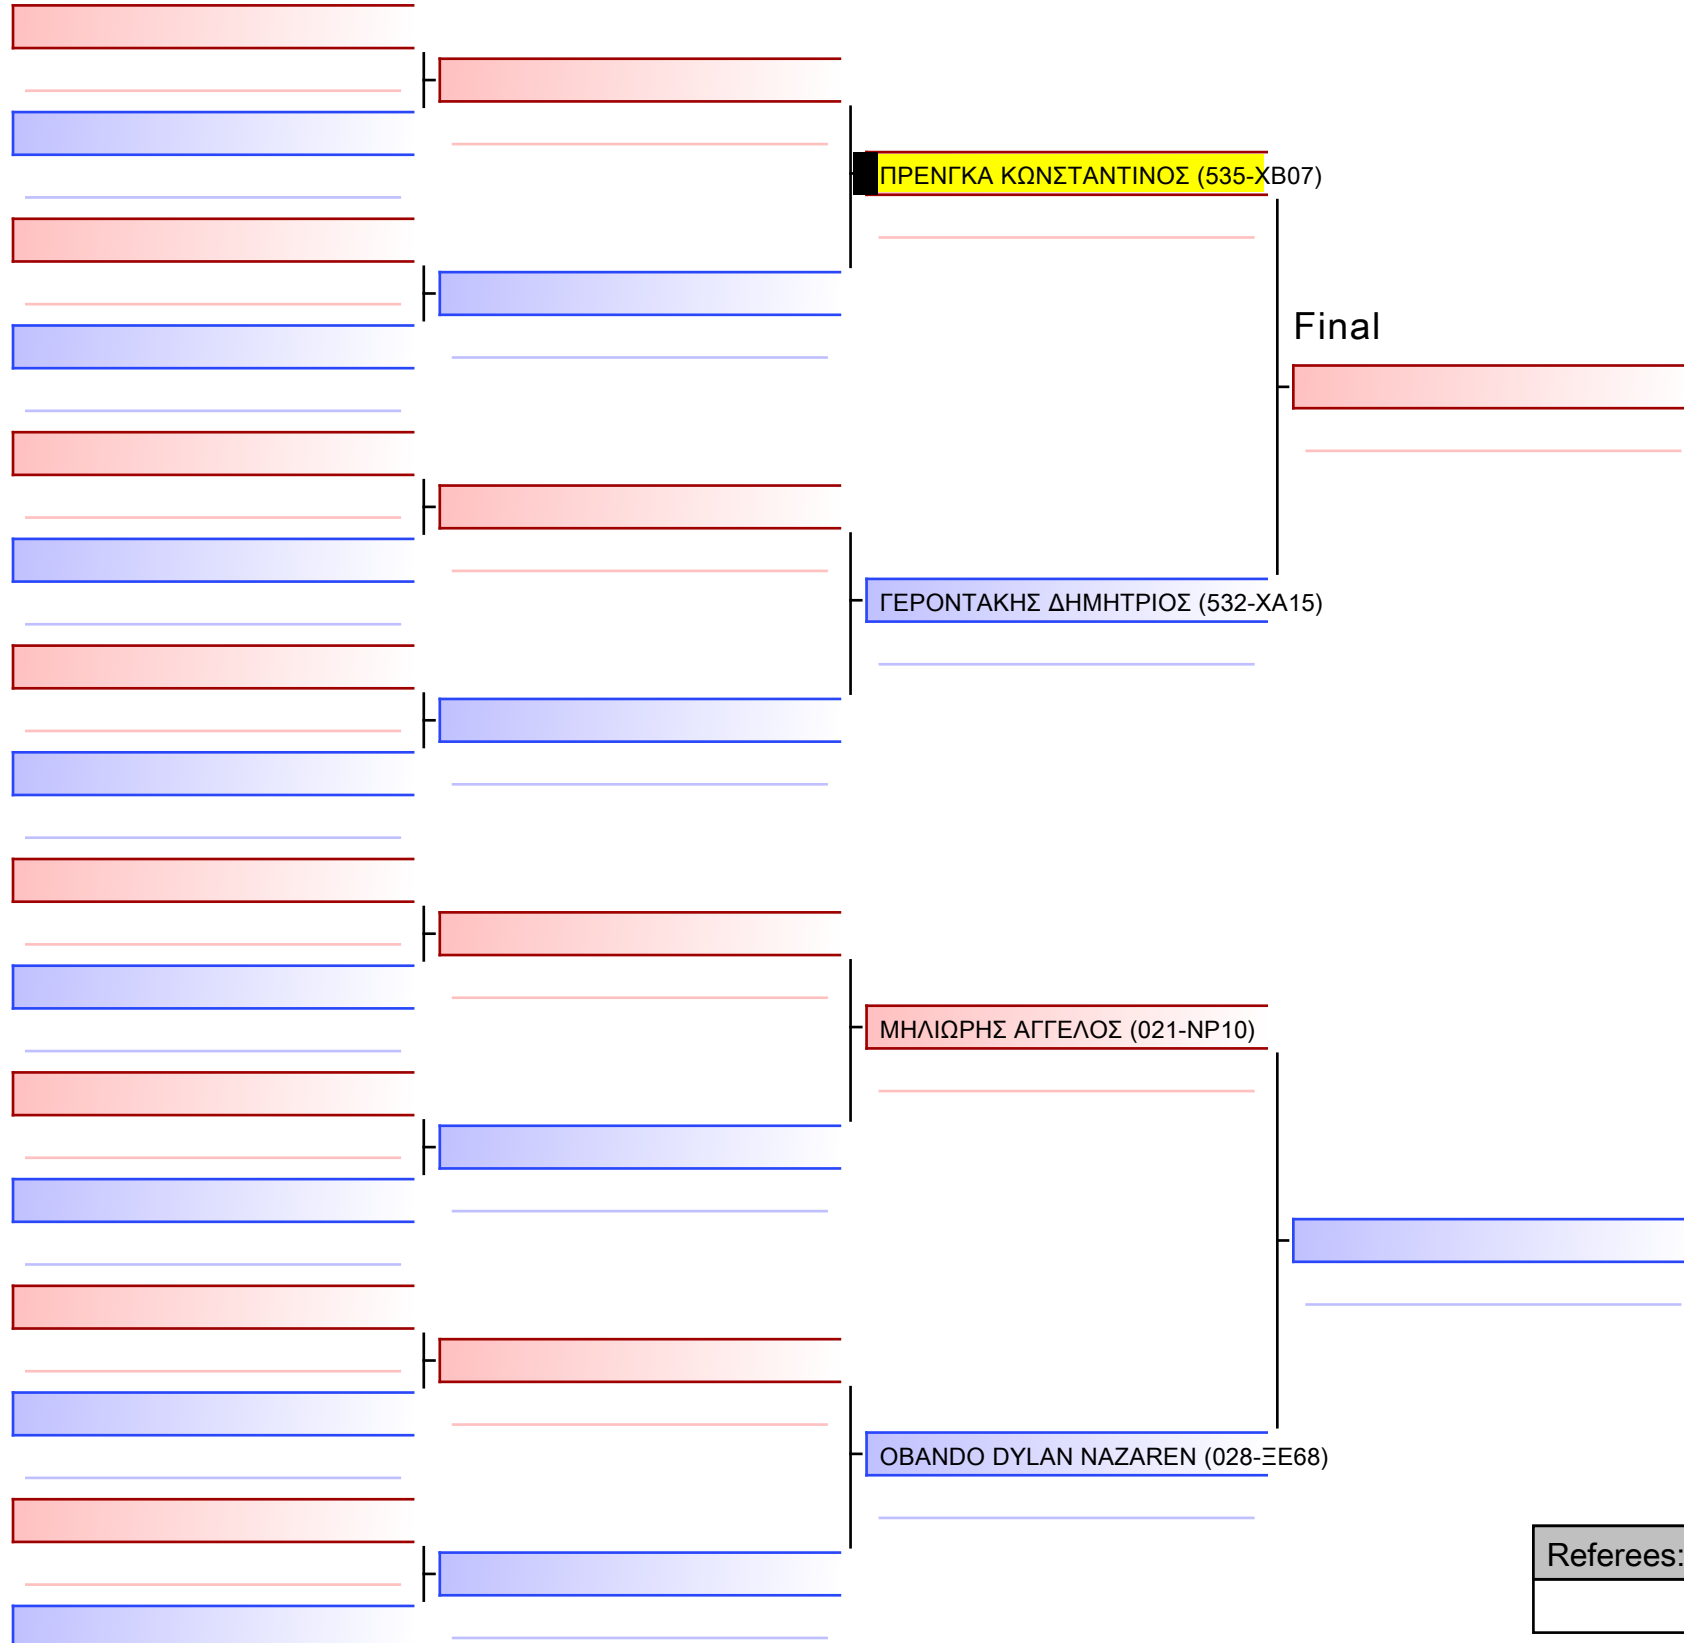 ΠΡΕΝΓΚΑ ΚΩΝΣΤΑΝΤΙΝΟΣ (535-ΧΒ07)
Final
ΓΕΡΟΝΤΑΚΗΣ ΔΗΜΗΤΡΙΟΣ (532-ΧΑ15)
ΜΗΛΙΩΡΗΣ ΑΓΓΕΛΟΣ (021-ΝΡ10)
OBANDO DYLAN NAZAREN (028-ΞΕ68)
Referees: